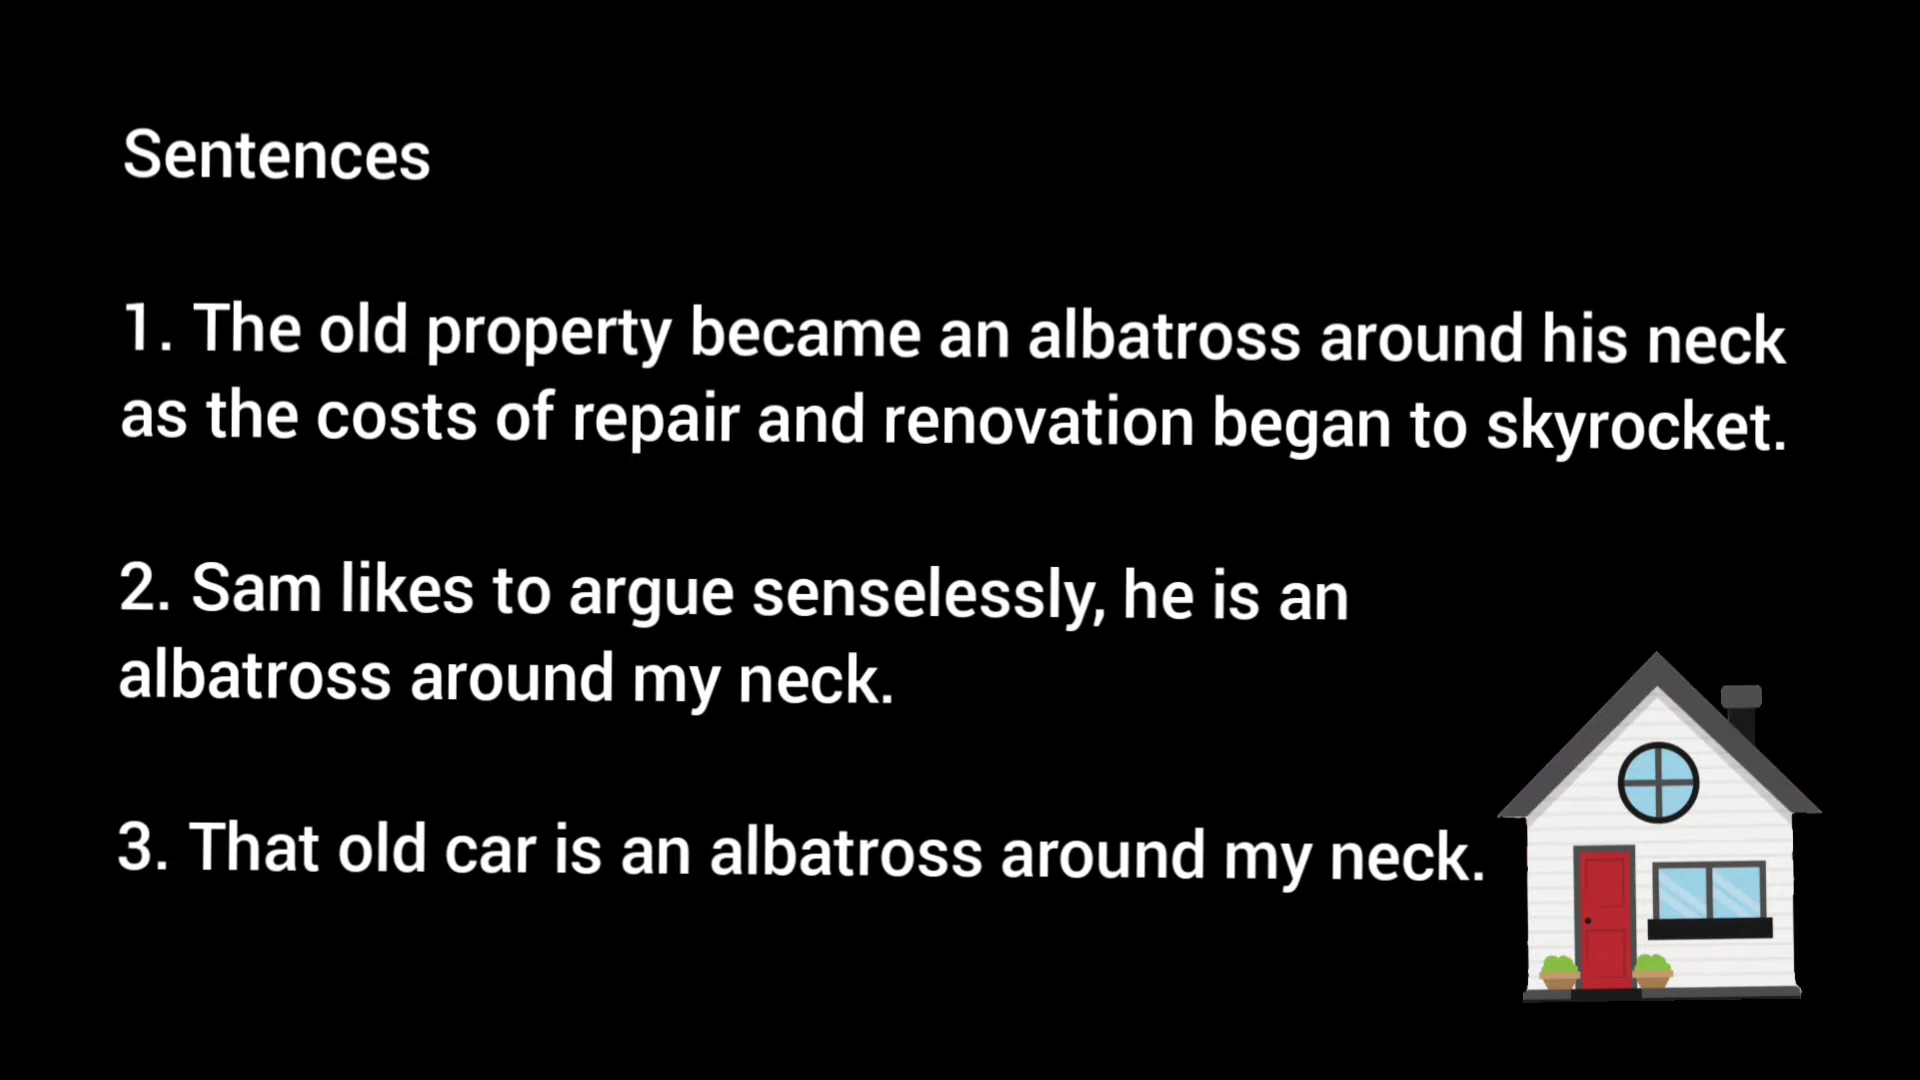 Sentences
1. The old property became an albatross around his neck
as the costs of repair and renovation began to skyrocket.
2. Sam likes to argue senselessly, he is an
albatross around my neck.
3. That old car is an albatross around my neck.